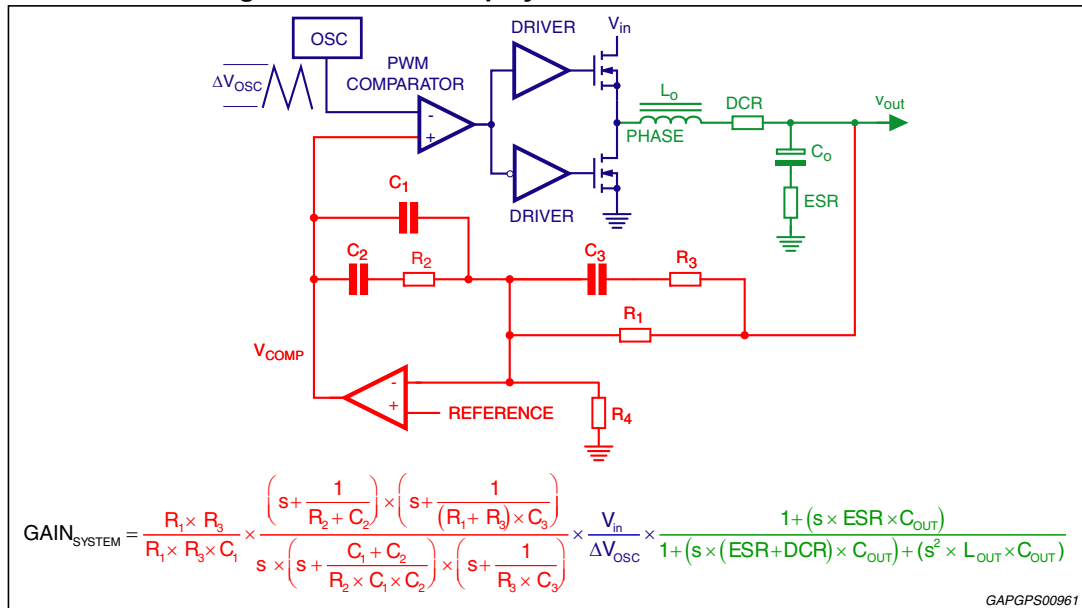 OSC
DRIVER
V_in
PWM
COMPARATOR
ΔV_OSC
-
+
L_o
DCR
v_out
PHASE
C_o
ESR
DRIVER
C_1
C_2
R_2
C_3
R_3
R_1
V_COMP
-
+
REFERENCE
R_4
GAIN_SYSTEM = (R_1 × R_3)/(R_1 × R_3 × C_1) × ((s + 1/(R_2 + C_2)) × (s + 1/((R_1 + R_3) × C_3)))/(s × (s + (C_1 + C_2)/(R_2 × C_1 × C_2)) × (s + 1/(R_3 × C_3))) × V_in/ΔV_OSC × (1 + (s × ESR × C_OUT))/(1 + (s × (ESR + DCR) × C_OUT) + (s^2 × L_OUT × C_OUT))
GAPGPS00961